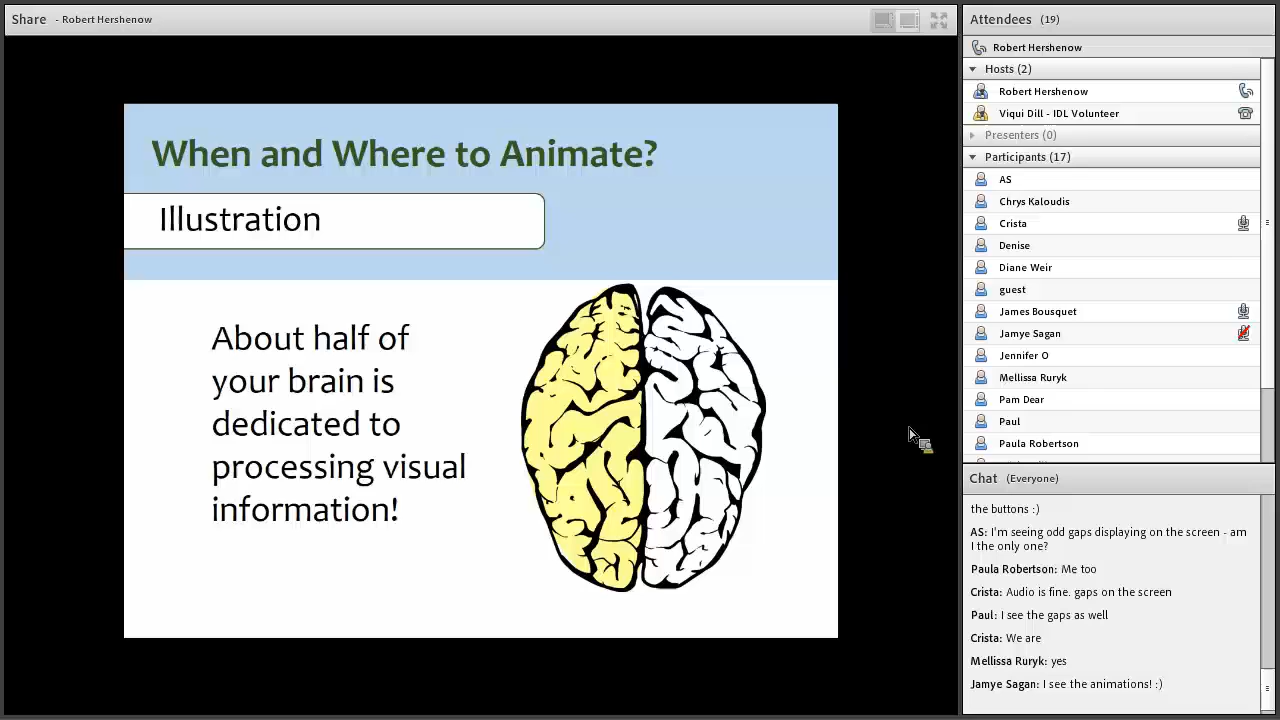 Share - Robert Hershenow
When and Where to Animate?
Illustration
About half of
your brain is
dedicated to
processing visual
information!
Attendees (19)
Robert Hershenow
Hosts (2)
Robert Hershenow
Viqui Dill - IDL Volunteer
Presenters (0)
Participants (17)
AS
Chrys Kaloudis
Crista
Denise
Diane Weir
guest
James Bousquet
Jamye Sagan
Jennifer O
Mellissa Ruryk
Pam Dear
Paul
Paula Robertson
Chat (Everyone)
the buttons :)
AS: I'm seeing odd gaps displaying on the screen - am
I the only one?
Paula Robertson: Me too
Crista: Audio is fine. gaps on the screen
Paul: I see the gaps as well
Crista: We are
Mellissa Ruryk: yes
Jamye Sagan: I see the animations! :)